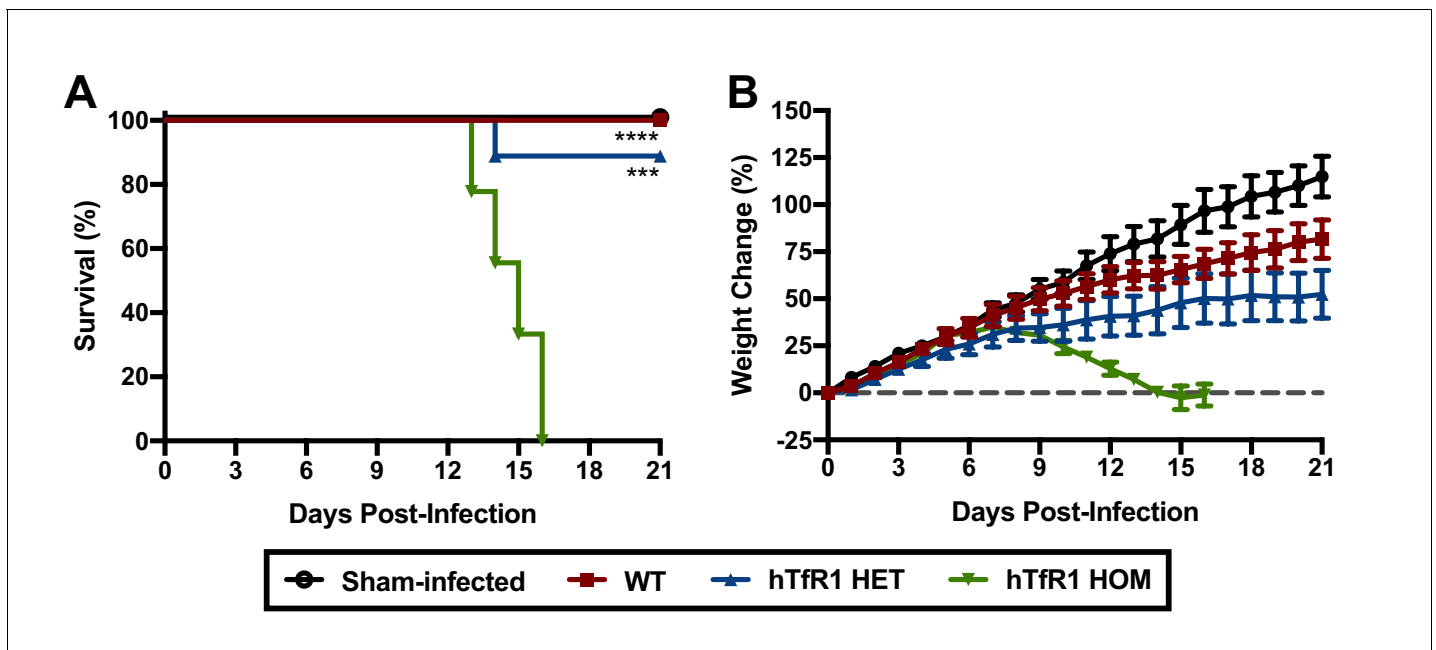 A
100
80
60
40
20
0
Survival (%)
****
***
0 3 6 9 12 15 18 21
Days Post-Infection
B
150
125
100
75
50
25
0
-25
Weight Change (%)
0 3 6 9 12 15 18 21
Days Post-Infection
Sham-infected WT hTfR1 HET hTfR1 HOM